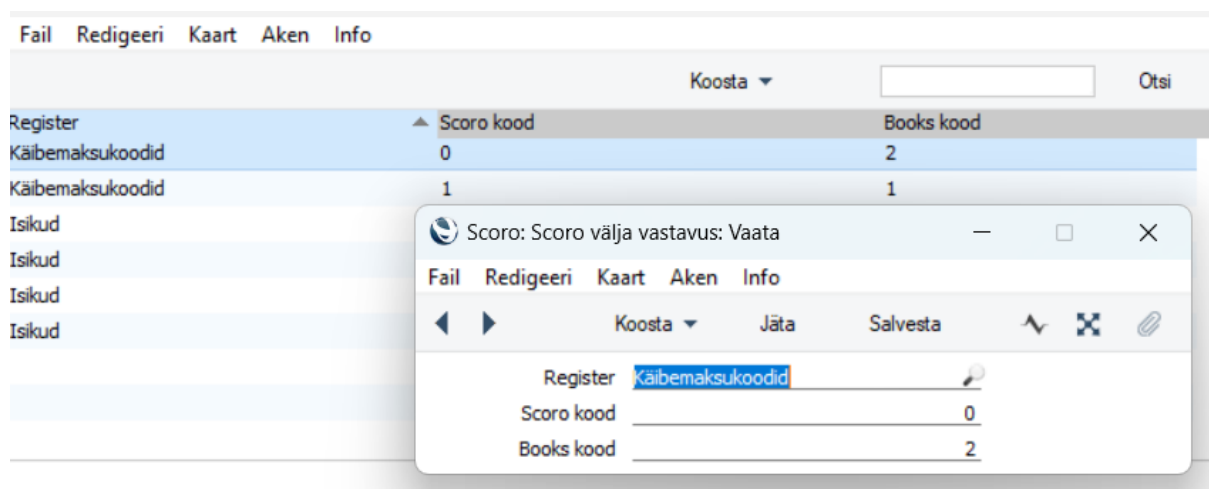 Fail Redigeeri Kaart Aken Info
Koosta Otsi
Register Scoro kood Books kood
Käibemaksukoodid 0 2
Käibemaksukoodid 1 1
Isikud
Isikud
Isikud
Isikud
Scoro: Scoro välja vastavus: Vaata
Fail Redigeeri Kaart Aken Info
Koosta Jäta Salvesta
Register Käibemaksukoodid
Scoro kood 0
Books kood 2